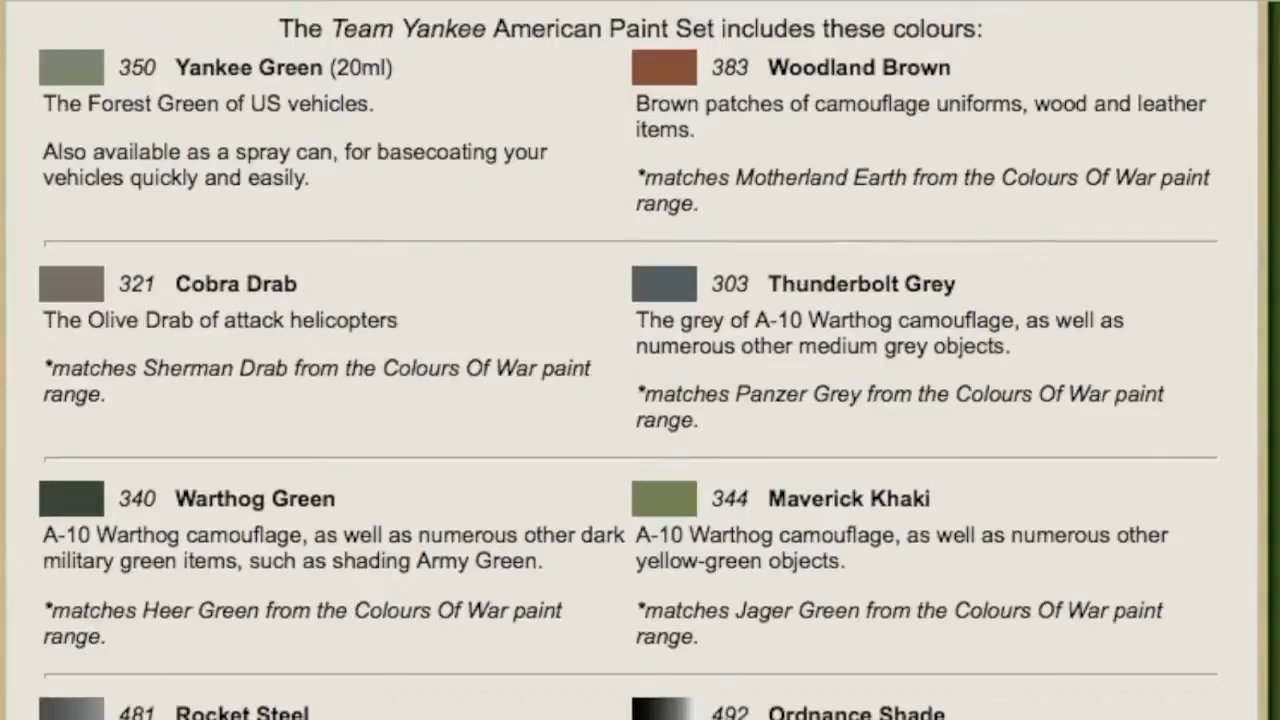 The Team Yankee American Paint Set includes these colours:
350 Yankee Green (20ml)
The Forest Green of US vehicles.
Also available as a spray can, for basecoating your
vehicles quickly and easily.
383 Woodland Brown
Brown patches of camouflage uniforms, wood and leather
items.
*matches Motherland Earth from the Colours Of War paint
range.
321 Cobra Drab
The Olive Drab of attack helicopters
*matches Sherman Drab from the Colours Of War paint
range.
303 Thunderbolt Grey
The grey of A-10 Warthog camouflage, as well as
numerous other medium grey objects.
*matches Panzer Grey from the Colours Of War paint
range.
340 Warthog Green
A-10 Warthog camouflage, as well as numerous other dark
military green items, such as shading Army Green.
*matches Heer Green from the Colours Of War paint
range.
344 Maverick Khaki
A-10 Warthog camouflage, as well as numerous other
yellow-green objects.
*matches Jager Green from the Colours Of War paint
range.
481 Rocket Steel
492 Ordnance Shade